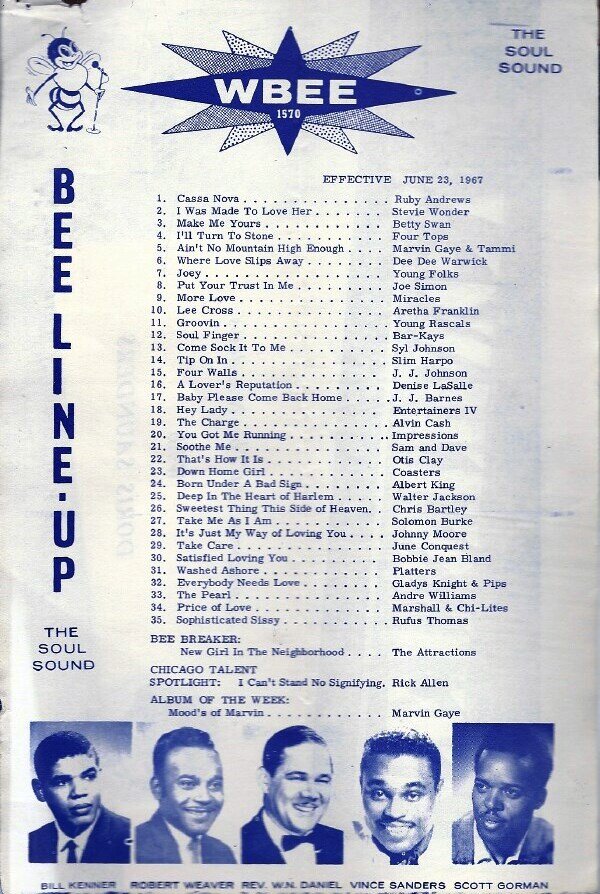 THE
SOUL
SOUND
WBEE
1570
BEE LINE-UP
EFFECTIVE JUNE 23, 1967
1. Cassa Nova . . . . . . . . . . . . . . . Ruby Andrews
2. I Was Made To Love Her . . . . . . . Stevie Wonder
3. Make Me Yours . . . . . . . . . . . . . Betty Swan
4. I'll Turn To Stone . . . . . . . . . . . . Four Tops
5. Ain't No Mountain High Enough . . . . Marvin Gaye & Tammi
6. Where Love Slips Away . . . . . . . . Dee Dee Warwick
7. Joey . . . . . . . . . . . . . . . . . . . Young Folks
8. Put Your Trust In Me . . . . . . . . . Joe Simon
9. More Love . . . . . . . . . . . . . . . Miracles
10. Lee Cross . . . . . . . . . . . . . . . Aretha Franklin
11. Groovin . . . . . . . . . . . . . . . . . Young Rascals
12. Soul Finger . . . . . . . . . . . . . . . Bar-Kays
13. Come Sock It To Me . . . . . . . . . . Syl Johnson
14. Tip On In . . . . . . . . . . . . . . . . Slim Harpo
15. Four Walls . . . . . . . . . . . . . . . J. J. Johnson
16. A Lover's Reputation . . . . . . . . . Denise LaSalle
17. Baby Please Come Back Home . . . . . J. J. Barnes
18. Hey Lady . . . . . . . . . . . . . . . Entertainers IV
19. The Charge . . . . . . . . . . . . . . . Alvin Cash
20. You Got Me Running . . . . . . . . . . Impressions
21. Soothe Me . . . . . . . . . . . . . . . Sam and Dave
22. That's How It Is . . . . . . . . . . . . Otis Clay
23. Down Home Girl . . . . . . . . . . . . Coasters
24. Born Under A Bad Sign . . . . . . . . Albert King
25. Deep In The Heart of Harlem . . . . . Walter Jackson
26. Sweetest Thing This Side of Heaven. . Chris Bartley
27. Take Me As I Am . . . . . . . . . . . Solomon Burke
28. It's Just My Way of Loving You . . . . Johnny Moore
29. Take Care . . . . . . . . . . . . . . . June Conquest
30. Satisfied Loving You . . . . . . . . . . Bobbie Jean Bland
31. Washed Ashore . . . . . . . . . . . . . Platters
32. Everybody Needs Love . . . . . . . . . Gladys Knight & Pips
33. The Pearl . . . . . . . . . . . . . . . Andre Williams
34. Price of Love . . . . . . . . . . . . . Marshall & Chi-Lites
35. Sophisticated Sissy . . . . . . . . . . . Rufus Thomas
BEE BREAKER:
New Girl In The Neighborhood . . . . The Attractions
CHICAGO TALENT
SPOTLIGHT: I Can't Stand No Signifying. Rick Allen
ALBUM OF THE WEEK:
Mood's of Marvin . . . . . . . . . . . . Marvin Gaye
THE
SOUL
SOUND
BILL KENNER ROBERT WEAVER REV. W.N. DANIEL VINCE SANDERS SCOTT GORMAN